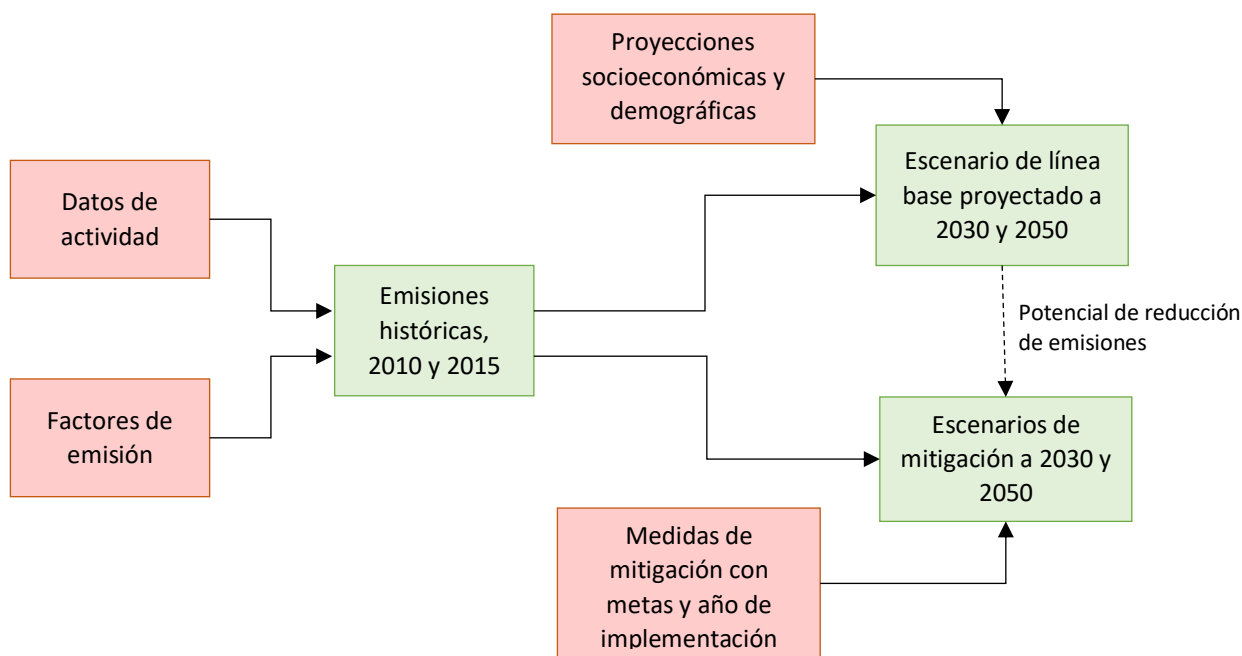 Proyecciones
socioeconómicas y
demográficas
Datos de
actividad
Escenario de línea
base proyectado a
2030 y 2050
Emisiones
históricas,
2010 y 2015
Potencial de reducción
de emisiones
Factores de
emisión
Escenarios de
mitigación a 2030 y
2050
Medidas de
mitigación con
metas y año de
implementación